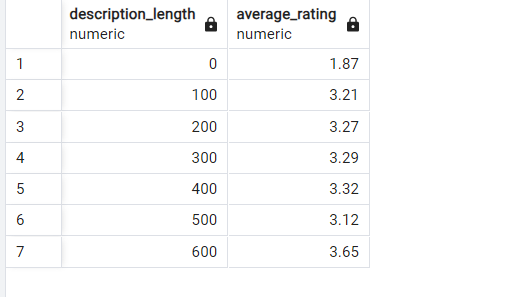 description_length average_rating
numeric numeric
1 0 1.87
2 100 3.21
3 200 3.27
4 300 3.29
5 400 3.32
6 500 3.12
7 600 3.65